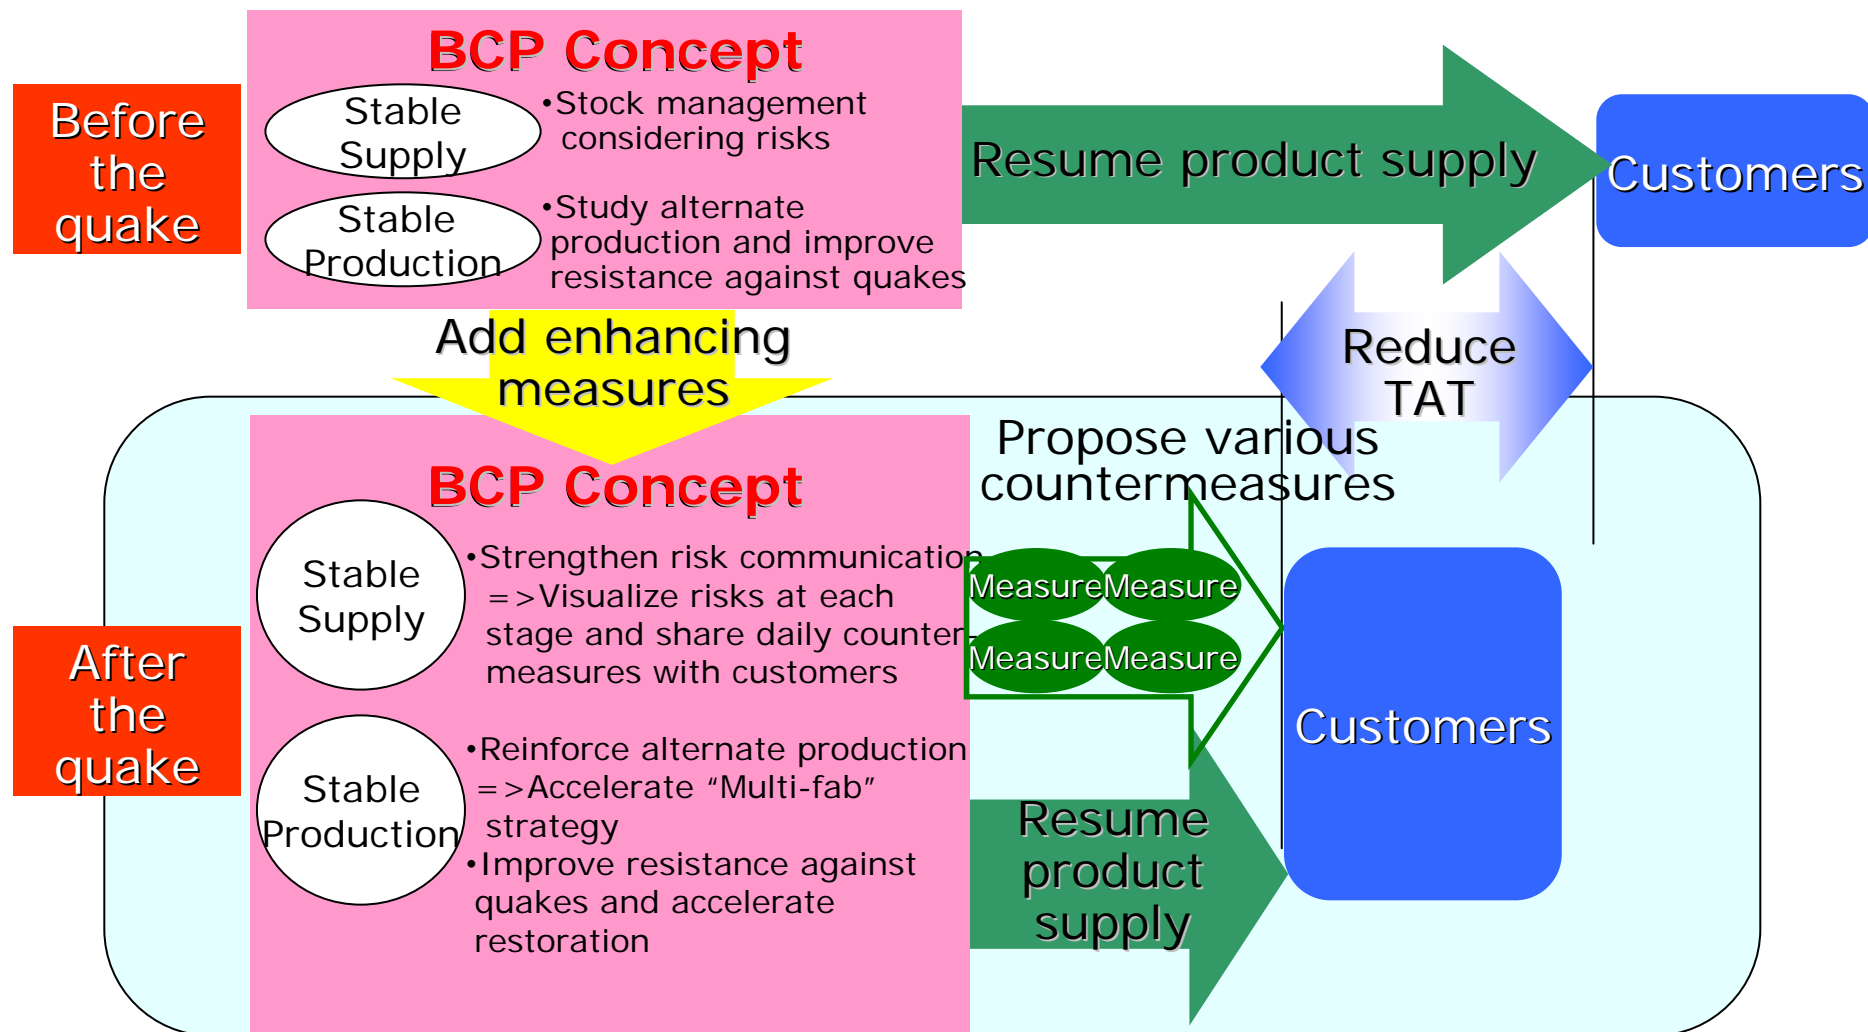 BCP Concept
Before
the
quake
Stable
Supply
•Stock management
considering risks
Stable
Production
•Study alternate
production and improve
resistance against quakes
Resume product supply
Customers
Add enhancing
measures
Reduce
TAT
After
the
quake
BCP Concept
Stable
Supply
•Strengthen risk communication
=>Visualize risks at each
stage and share daily counter-
measures with customers
Stable
Production
•Reinforce alternate production
=>Accelerate “Multi-fab”
strategy
•Improve resistance against
quakes and accelerate
restoration
Propose various
countermeasures
Measure Measure
Measure Measure
Resume
product
supply
Customers